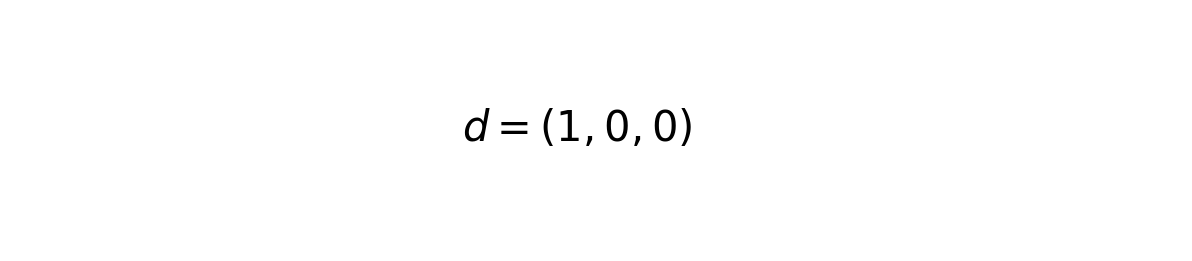 d = (1, 0, 0)